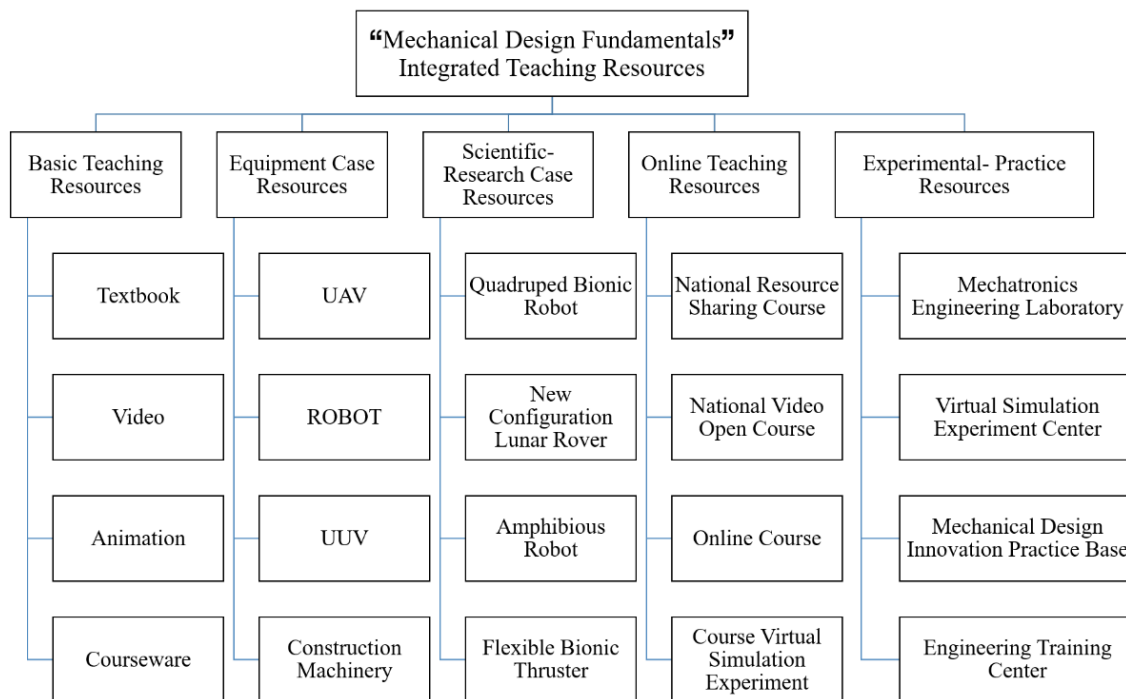 ❝Mechanical Design Fundamentals❞
Integrated Teaching Resources
Basic Teaching
Resources
Equipment Case
Resources
Scientific-
Research Case
Resources
Online Teaching
Resources
Experimental- Practice
Resources
Textbook
Video
Animation
Courseware
UAV
ROBOT
UUV
Construction
Machinery
Quadruped Bionic
Robot
New
Configuration
Lunar Rover
Amphibious
Robot
Flexible Bionic
Thruster
National Resource
Sharing Course
National Video
Open Course
Online Course
Course Virtual
Simulation
Experiment
Mechatronics
Engineering Laboratory
Virtual Simulation
Experiment Center
Mechanical Design
Innovation Practice Base
Engineering Training
Center